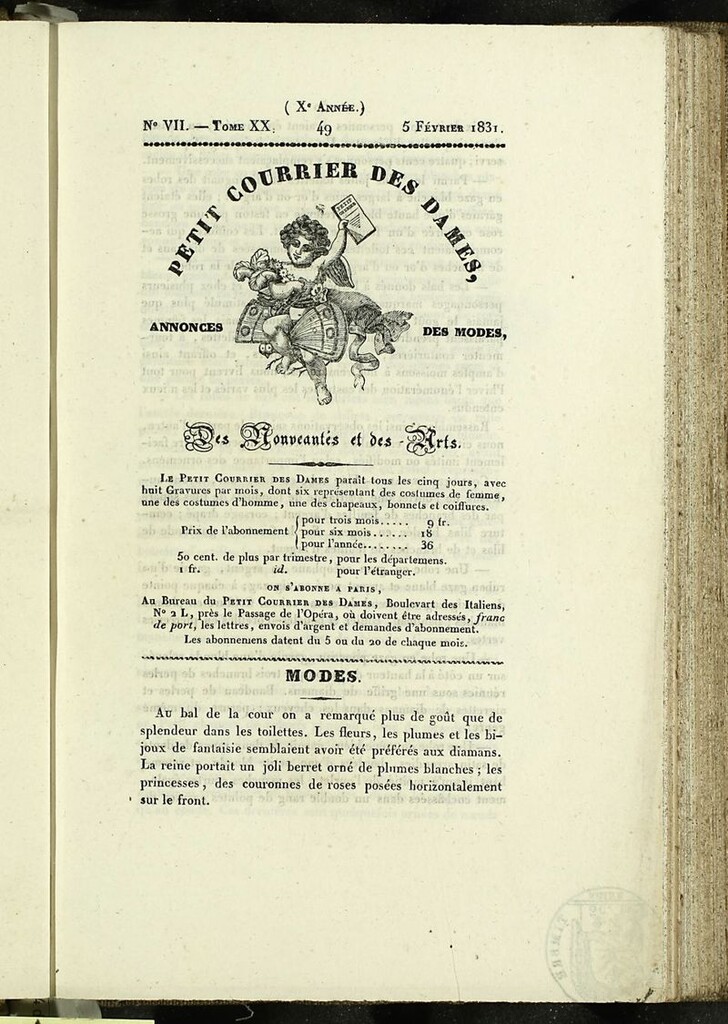 ( Xe Année.)
No VII. — Tome XX. 49 5 Février 1831.
PETIT COURRIER DES DAMES,
ANNONCES DES MODES,
Des Nouveautés et des Arts.
Le Petit Courrier des Dames paraît tous les cinq jours, avec
huit Gravures par mois, dont six représentant des costumes de femme,
une des costumes d'homme, une des chapeaux, bonnets et coiffures.
Prix de l'abonnement { pour trois mois..... 9 fr.
pour six mois...... 18
pour l'année........ 36
50 cent. de plus par trimestre, pour les départemens.
1 fr. id. pour l'étranger.
ON S'ABONNE A PARIS,
Au Bureau du Petit Courrier des Dames, Boulevart des Italiens,
No 2 L, près le Passage de l'Opéra, où doivent être adressés, franc
de port, les lettres, envois d'argent et demandes d'abonnement.
Les abonnemens datent du 5 ou du 20 de chaque mois.
MODES.
Au bal de la cour on a remarqué plus de goût que de
splendeur dans les toilettes. Les fleurs, les plumes et les bi-
joux de fantaisie semblaient avoir été préférés aux diamans.
La reine portait un joli berret orné de plumes blanches ; les
princesses, des couronnes de roses posées horizontalement
sur le front.